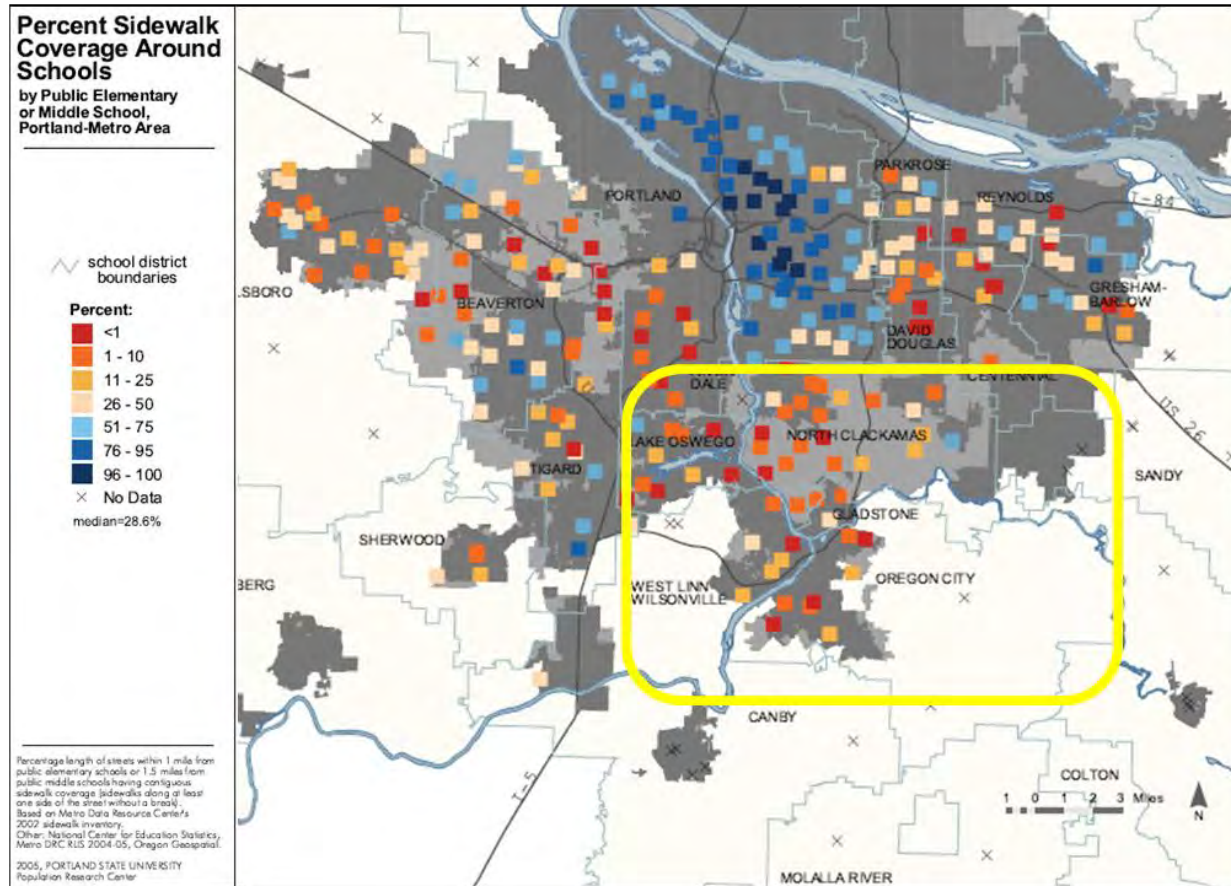 Percent Sidewalk
Coverage Around
Schools
by Public Elementary
or Middle School,
Portland-Metro Area
school district
boundaries
Percent:
<1
1 - 10
11 - 25
26 - 50
51 - 75
76 - 95
96 - 100
No Data
median=28.6%
Percentage length of streets within 1 mile from
public elementary schools or 1.5 miles from
public middle schools having contiguous
sidewalk coverage (sidewalks along at least
one side of the street without a break).
Based on Metro Data Resource Center's
2002 sidewalk inventory.
Other: National Center for Education Statistics,
Metro DRC RLIS 2004-05, Oregon Geospatial.
2005, PORTLAND STATE UNIVERSITY
Population Research Center
PARKROSE
PORTLAND
REYNOLDS
I-84
LSBORO
BEAVERTON
GRESHAM-
BARLOW
DAVID
DOUGLAS
DALE
CENTENNIAL
US 26
LAKE OSWEGO
NORTH CLACKAMAS
TIGARD
SANDY
GLADSTONE
SHERWOOD
BERG
WEST LINN
WILSONVILLE
OREGON CITY
CANBY
I-5
COLTON
1 0 1 2 3 Miles
N
MOLALLA RIVER